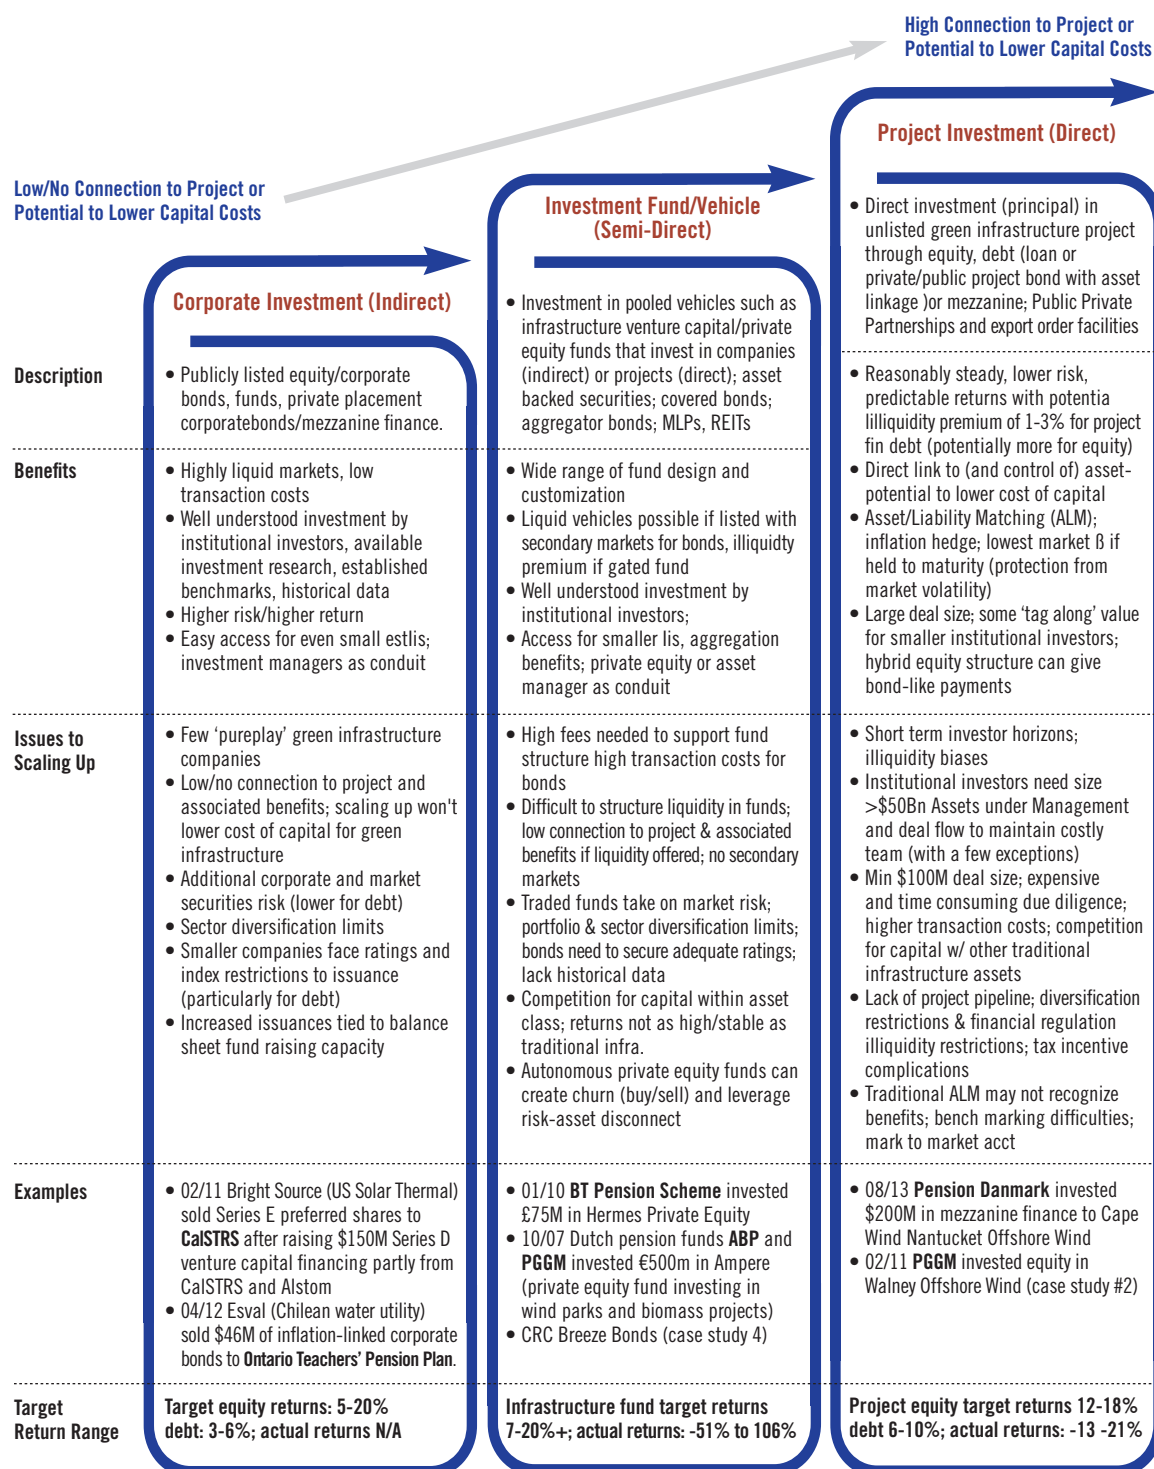 High Connection to Project or
Potential to Lower Capital Costs
Low/No Connection to Project or
Potential to Lower Capital Costs
Corporate Investment (Indirect)
Investment Fund/Vehicle
(Semi-Direct)
Project Investment (Direct)
Description
• Publicly listed equity/corporate
bonds, funds, private placement
corporatebonds/mezzanine finance.
• Investment in pooled vehicles such as
infrastructure venture capital/private
equity funds that invest in companies
(indirect) or projects (direct); asset
backed securities; covered bonds;
aggregator bonds; MLPs, REITs
• Direct investment (principal) in
unlisted green infrastructure project
through equity, debt (loan or
private/public project bond with asset
linkage )or mezzanine; Public Private
Partnerships and export order facilities
Benefits
• Highly liquid markets, low
transaction costs
• Well understood investment by
institutional investors, available
investment research, established
benchmarks, historical data
• Higher risk/higher return
• Easy access for even small estlis;
investment managers as conduit
• Wide range of fund design and
customization
• Liquid vehicles possible if listed with
secondary markets for bonds, illiquidty
premium if gated fund
• Well understood investment by
institutional investors;
• Access for smaller lis, aggregation
benefits; private equity or asset
manager as conduit
• Reasonably steady, lower risk,
predictable returns with potentia
lilliquidity premium of 1-3% for project
fin debt (potentially more for equity)
• Direct link to (and control of) asset-
potential to lower cost of capital
• Asset/Liability Matching (ALM);
inflation hedge; lowest market ß if
held to maturity (protection from
market volatility)
• Large deal size; some ‘tag along’ value
for smaller institutional investors;
hybrid equity structure can give
bond-like payments
Issues to
Scaling Up
• Few ‘pureplay’ green infrastructure
companies
• Low/no connection to project and
associated benefits; scaling up won't
lower cost of capital for green
infrastructure
• Additional corporate and market
securities risk (lower for debt)
• Sector diversification limits
• Smaller companies face ratings and
index restrictions to issuance
(particularly for debt)
• Increased issuances tied to balance
sheet fund raising capacity
• High fees needed to support fund
structure high transaction costs for
bonds
• Difficult to structure liquidity in funds;
low connection to project & associated
benefits if liquidity offered; no secondary
markets
• Traded funds take on market risk;
portfolio & sector diversification limits;
bonds need to secure adequate ratings;
lack historical data
• Competition for capital within asset
class; returns not as high/stable as
traditional infra.
• Autonomous private equity funds can
create churn (buy/sell) and leverage
risk-asset disconnect
• Short term investor horizons;
illiquidity biases
• Institutional investors need size
>$50Bn Assets under Management
and deal flow to maintain costly
team (with a few exceptions)
• Min $100M deal size; expensive
and time consuming due diligence;
higher transaction costs; competition
for capital w/ other traditional
infrastructure assets
• Lack of project pipeline; diversification
restrictions & financial regulation
illiquidity restrictions; tax incentive
complications
• Traditional ALM may not recognize
benefits; bench marking difficulties;
mark to market acct
Examples
• 02/11 Bright Source (US Solar Thermal)
sold Series E preferred shares to
CalSTRS after raising $150M Series D
venture capital financing partly from
CalSTRS and Alstom
• 04/12 Esval (Chilean water utility)
sold $46M of inflation-linked corporate
bonds to Ontario Teachers’ Pension Plan.
• 01/10 BT Pension Scheme invested
£75M in Hermes Private Equity
• 10/07 Dutch pension funds ABP and
PGGM invested €500m in Ampere
(private equity fund investing in
wind parks and biomass projects)
• CRC Breeze Bonds (case study 4)
• 08/13 Pension Danmark invested
$200M in mezzanine finance to Cape
Wind Nantucket Offshore Wind
• 02/11 PGGM invested equity in
Walney Offshore Wind (case study #2)
Target
Return Range
Target equity returns: 5-20%
debt: 3-6%; actual returns N/A
Infrastructure fund target returns
7-20%+; actual returns: -51% to 106%
Project equity target returns 12-18%
debt 6-10%; actual returns: -13 -21%